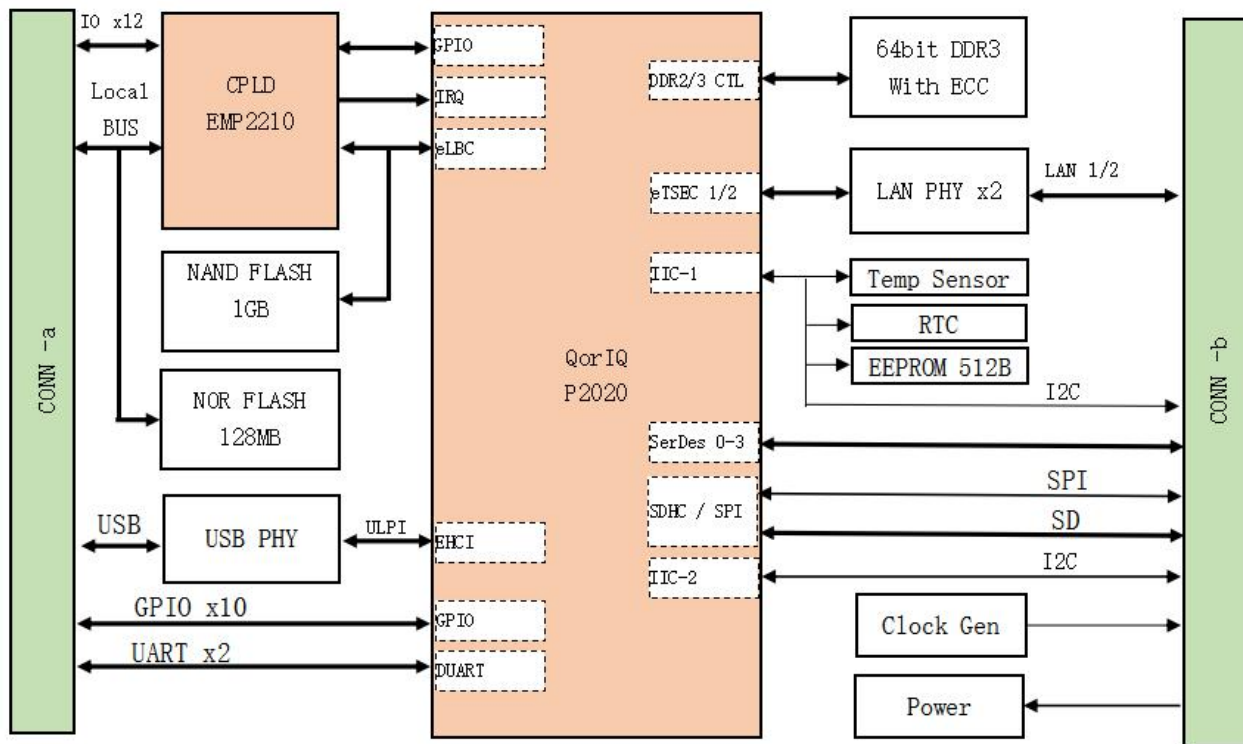 CONN -a
IO x12
Local
BUS
CPLD
EMP2210
NAND FLASH
1GB
NOR FLASH
128MB
USB
USB PHY
ULPI
GPIO x10
UART x2
GPIO
IRQ
eLBC
EHCI
GPIO
DUART
QorIQ
P2020
DDR2/3 CTL
eTSEC 1/2
IIC-1
SerDes 0-3
SDHC / SPI
IIC-2
64bit DDR3
With ECC
LAN PHY x2
LAN 1/2
Temp Sensor
RTC
EEPROM 512B
I2C
SPI
SD
I2C
Clock Gen
Power
CONN -b